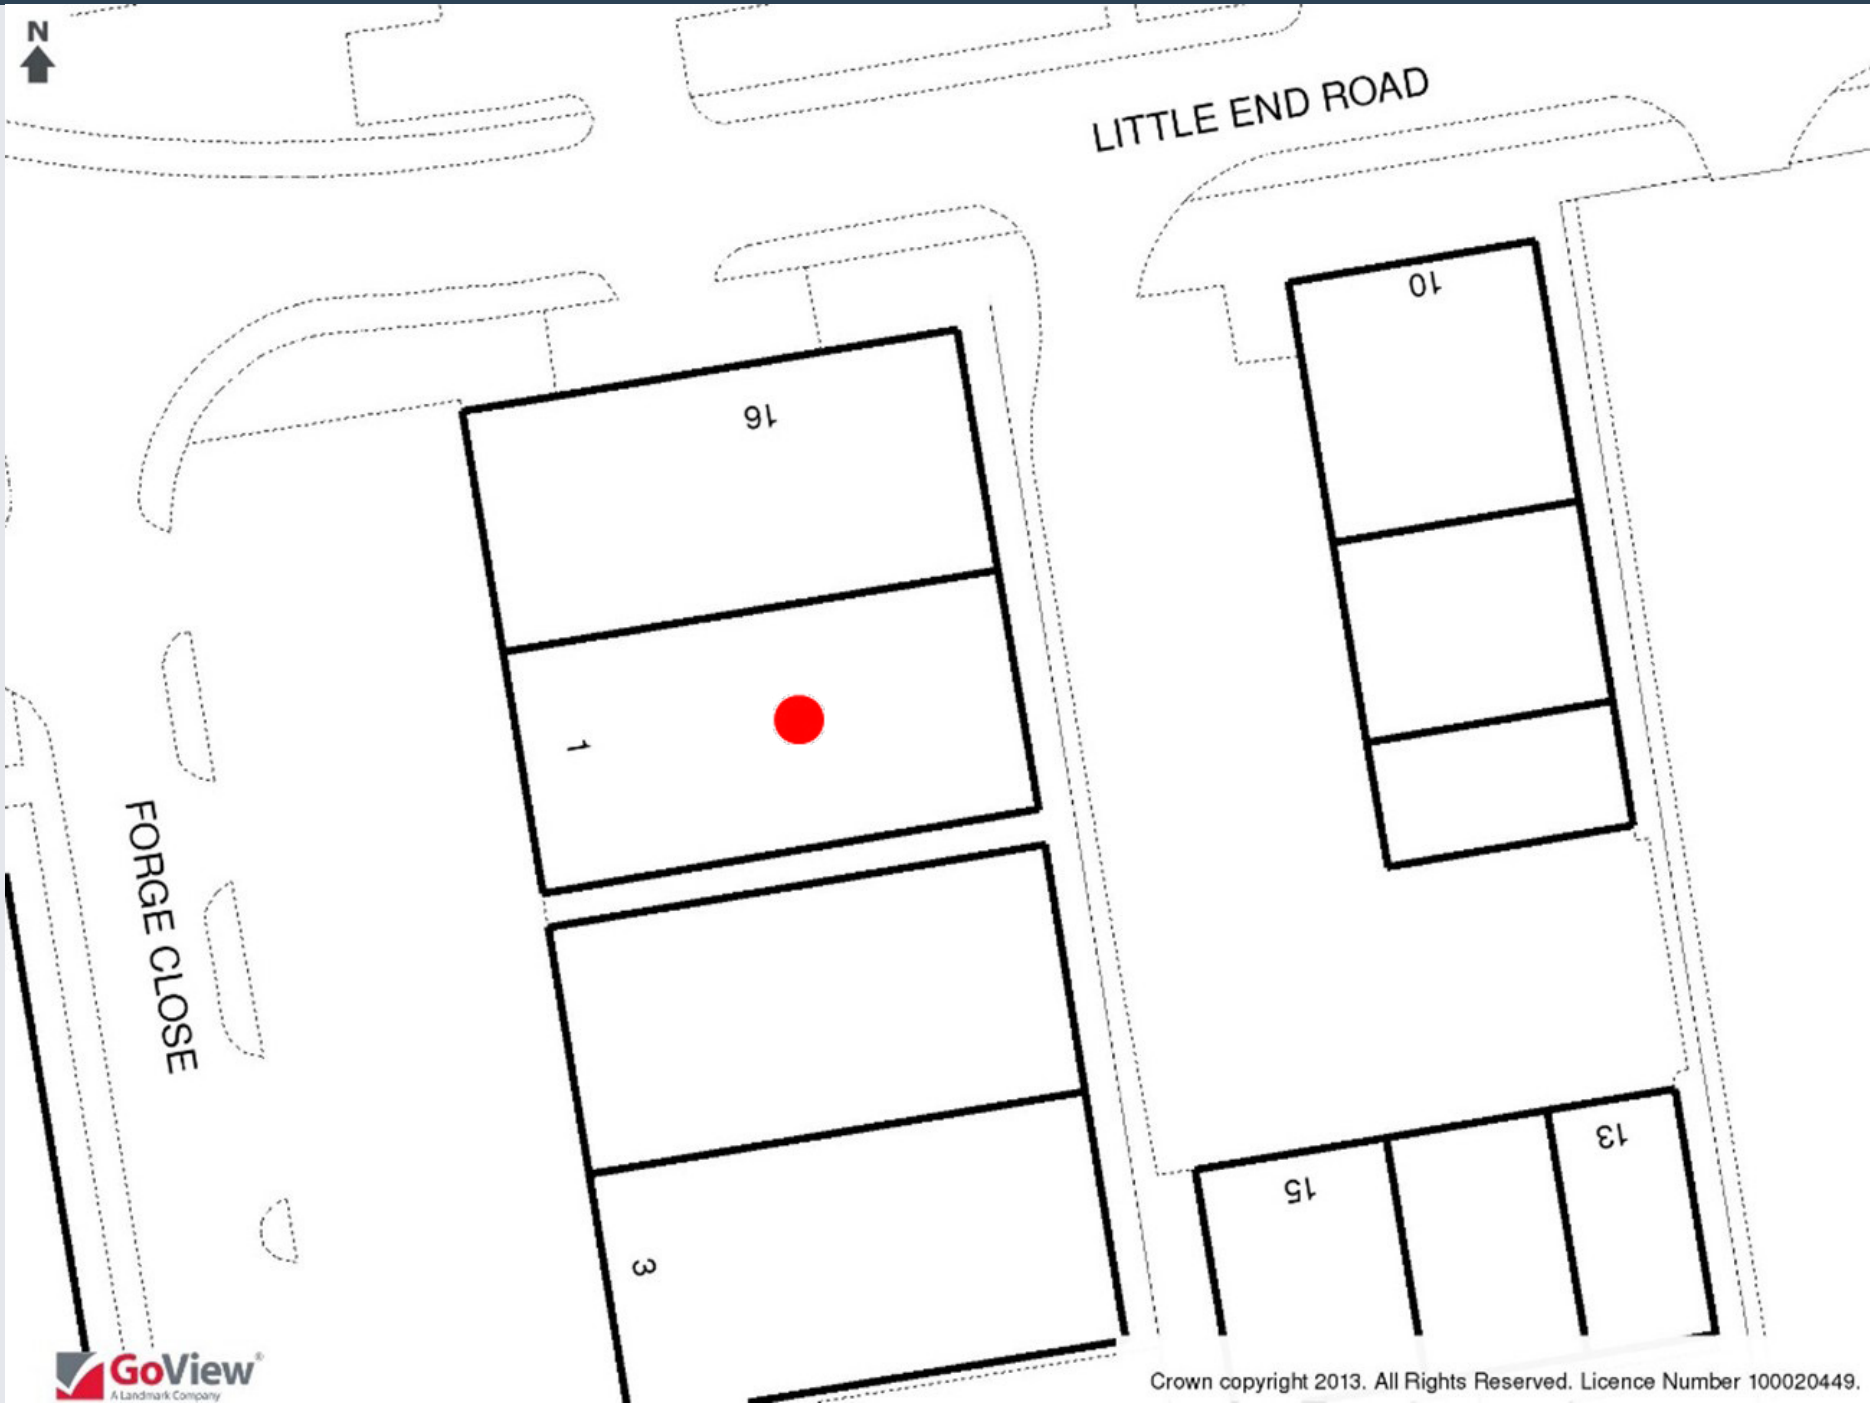 N
LITTLE END ROAD
10
16
1
FORGE CLOSE
13
15
3
GoView®
A Landmark Company
Crown copyright 2013. All Rights Reserved. Licence Number 100020449.